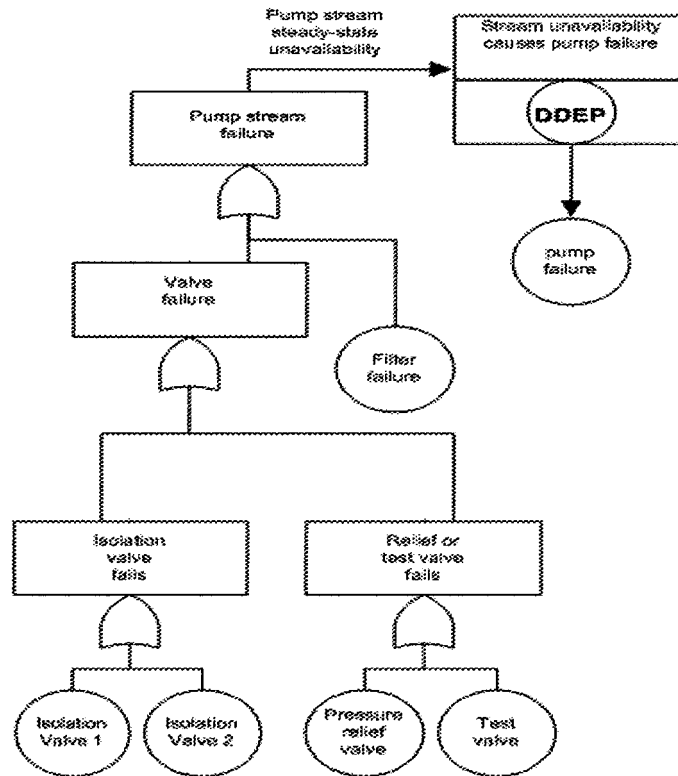 Pump stream
steady-state
unavailability
Stream unavailability
causes pump failure
Pump stream
failure
DDEP
pump
failure
Valve
failure
Filter
failure
Isolation
valve
fails
Relief or
test valve
fails
Isolation
Valve 1
Isolation
Valve 2
Pressure
relief
valve
Test
valve